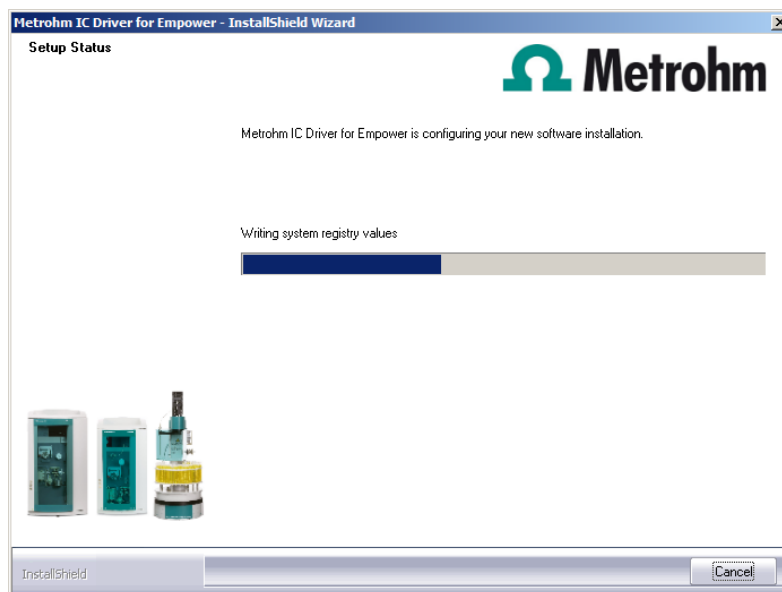 Metrohm IC Driver for Empower - InstallShield Wizard
Setup Status
Metrohm
Metrohm IC Driver for Empower is configuring your new software installation.
Writing system registry values
InstallShield
Cancel